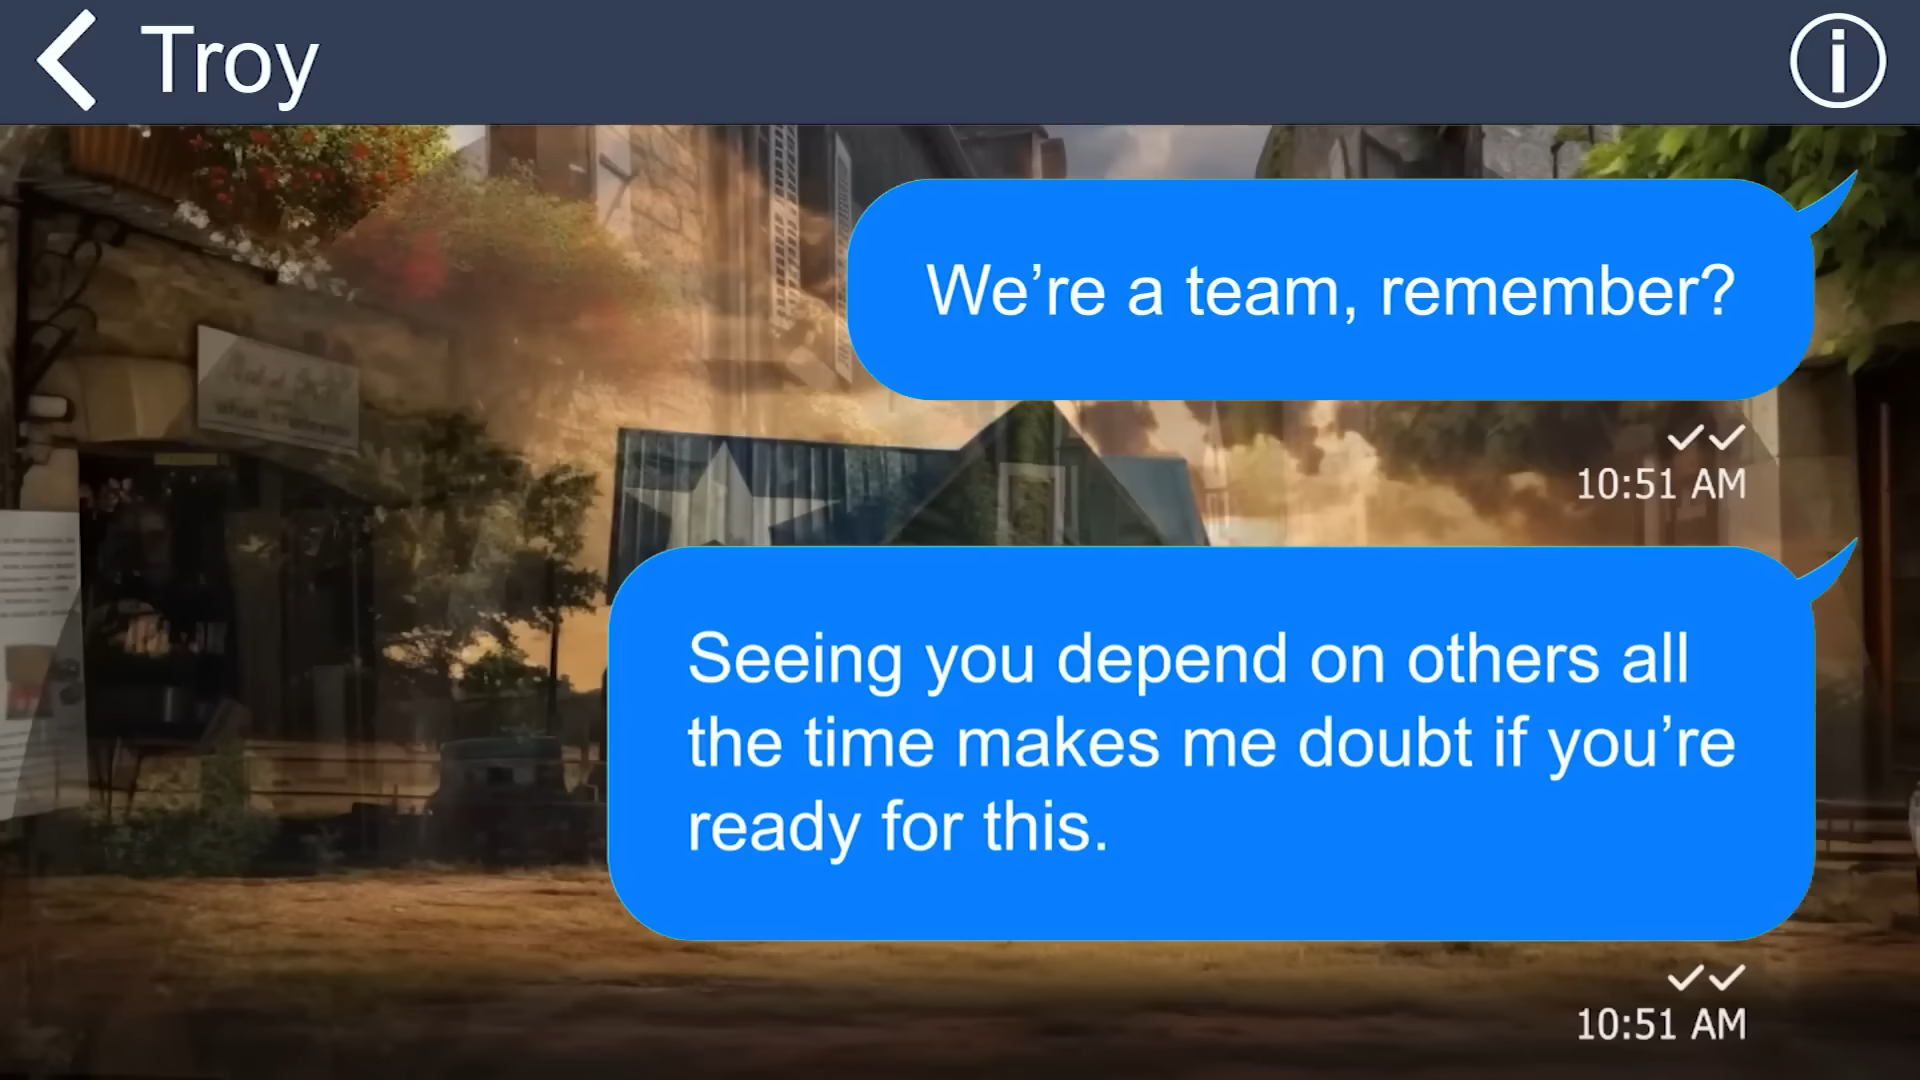 Troy
We’re a team, remember?
10:51 AM
Seeing you depend on others all
the time makes me doubt if you’re
ready for this.
10:51 AM